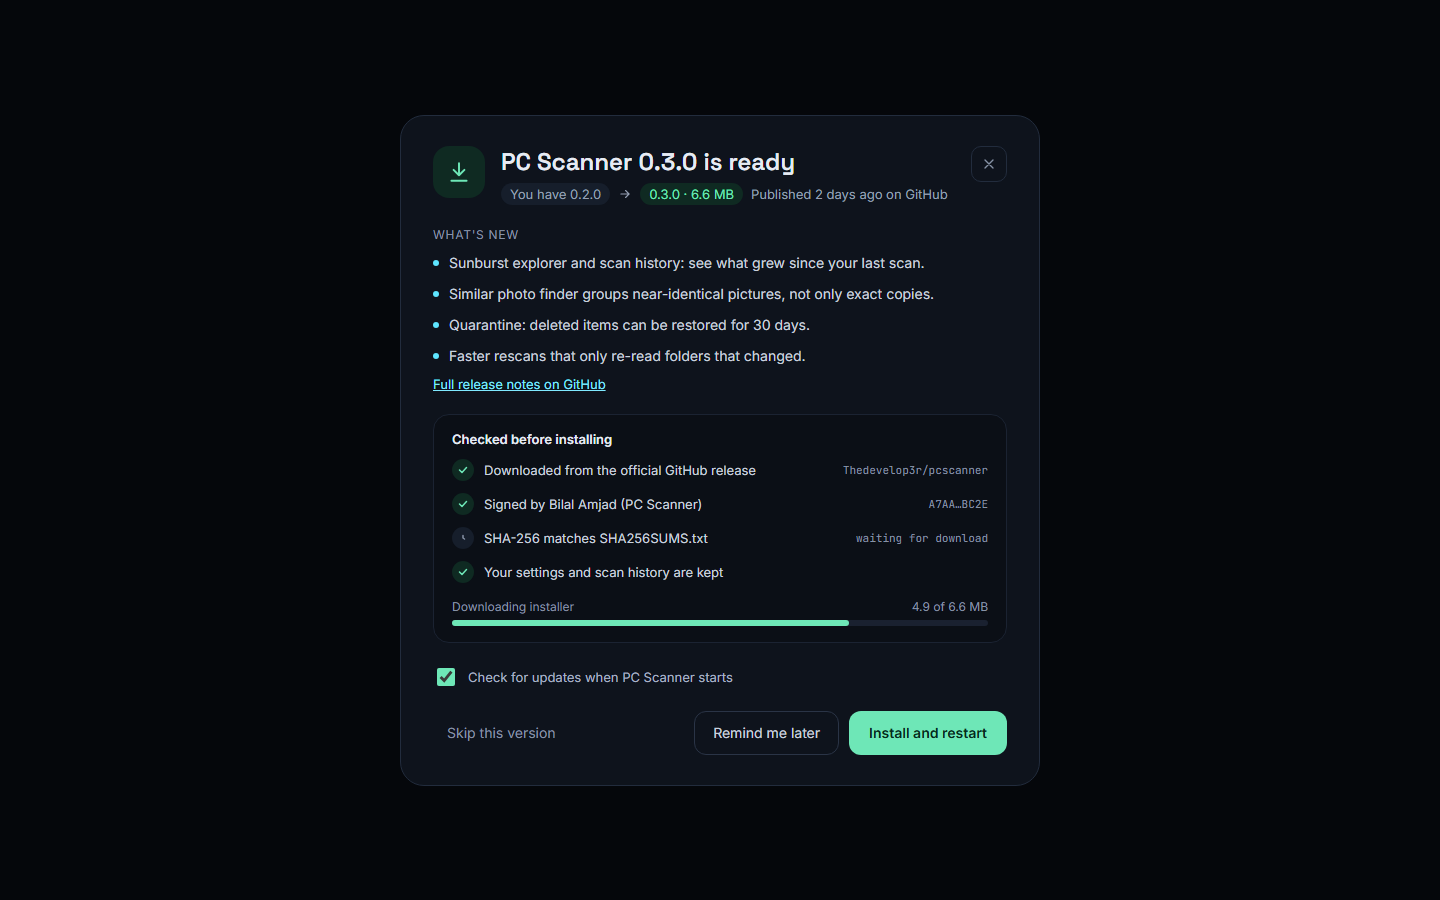 PC Scanner 0.3.0 is ready
You have 0.2.0 → 0.3.0 · 6.6 MB Published 2 days ago on GitHub
WHAT'S NEW
Sunburst explorer and scan history: see what grew since your last scan.
Similar photo finder groups near-identical pictures, not only exact copies.
Quarantine: deleted items can be restored for 30 days.
Faster rescans that only re-read folders that changed.
Full release notes on GitHub
Checked before installing
Downloaded from the official GitHub release Thedevelop3r/pcscanner
Signed by Bilal Amjad (PC Scanner) A7AA…BC2E
SHA-256 matches SHA256SUMS.txt waiting for download
Your settings and scan history are kept
Downloading installer 4.9 of 6.6 MB
Check for updates when PC Scanner starts
Skip this version Remind me later Install and restart